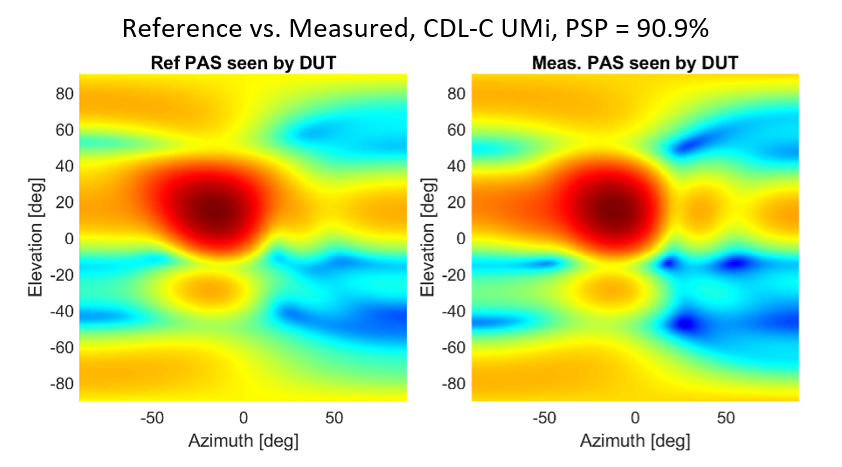 Reference vs. Measured, CDL-C UMi, PSP = 90.9%
Ref PAS seen by DUT
80
60
40
20
0
-20
-40
-60
-80
Elevation [deg]
-50 0 50
Azimuth [deg]
Meas. PAS seen by DUT
80
60
40
20
0
-20
-40
-60
-80
Elevation [deg]
-50 0 50
Azimuth [deg]